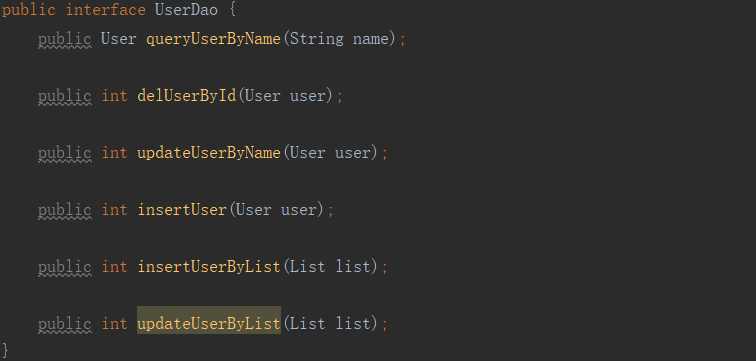 public interface UserDao {
public User queryUserByName(String name);
public int delUserById(User user);
public int updateUserByName(User user);
public int insertUser(User user);
public int insertUserByList(List list);
public int updateUserByList(List list);
}